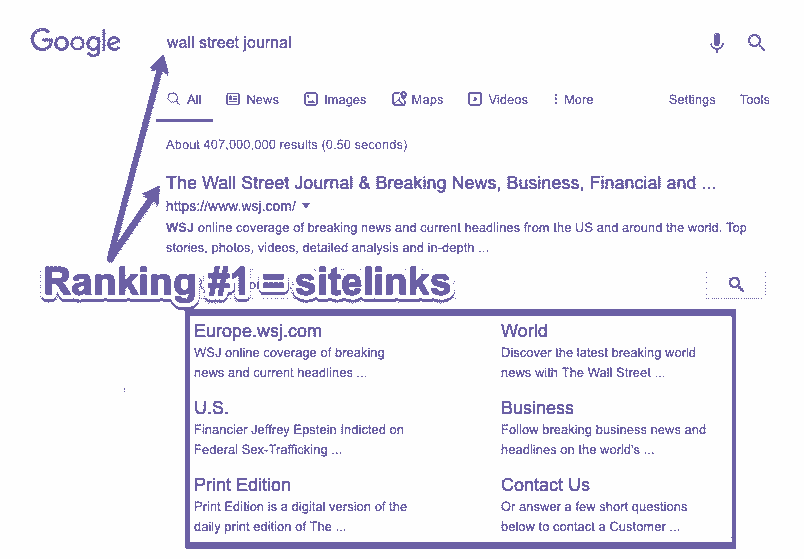 Google wall street journal
All News Images Maps Videos More Settings Tools
About 407,000,000 results (0.50 seconds)
The Wall Street Journal & Breaking News, Business, Financial and ...
https://www.wsj.com/
WSJ online coverage of breaking news and current headlines from the US and around the world. Top
stories, photos, videos, detailed analysis and in-depth ...
Ranking #1 = sitelinks
Europe.wsj.com
WSJ online coverage of breaking
news and current headlines ...
World
Discover the latest breaking world
news with The Wall Street ...
U.S.
Financier Jeffrey Epstein Indicted on
Federal Sex-Trafficking ...
Business
Follow breaking business news and
headlines on the world's ...
Print Edition
Print Edition is a digital version of the
daily print edition of The ...
Contact Us
Or answer a few short questions
below to contact a Customer ...